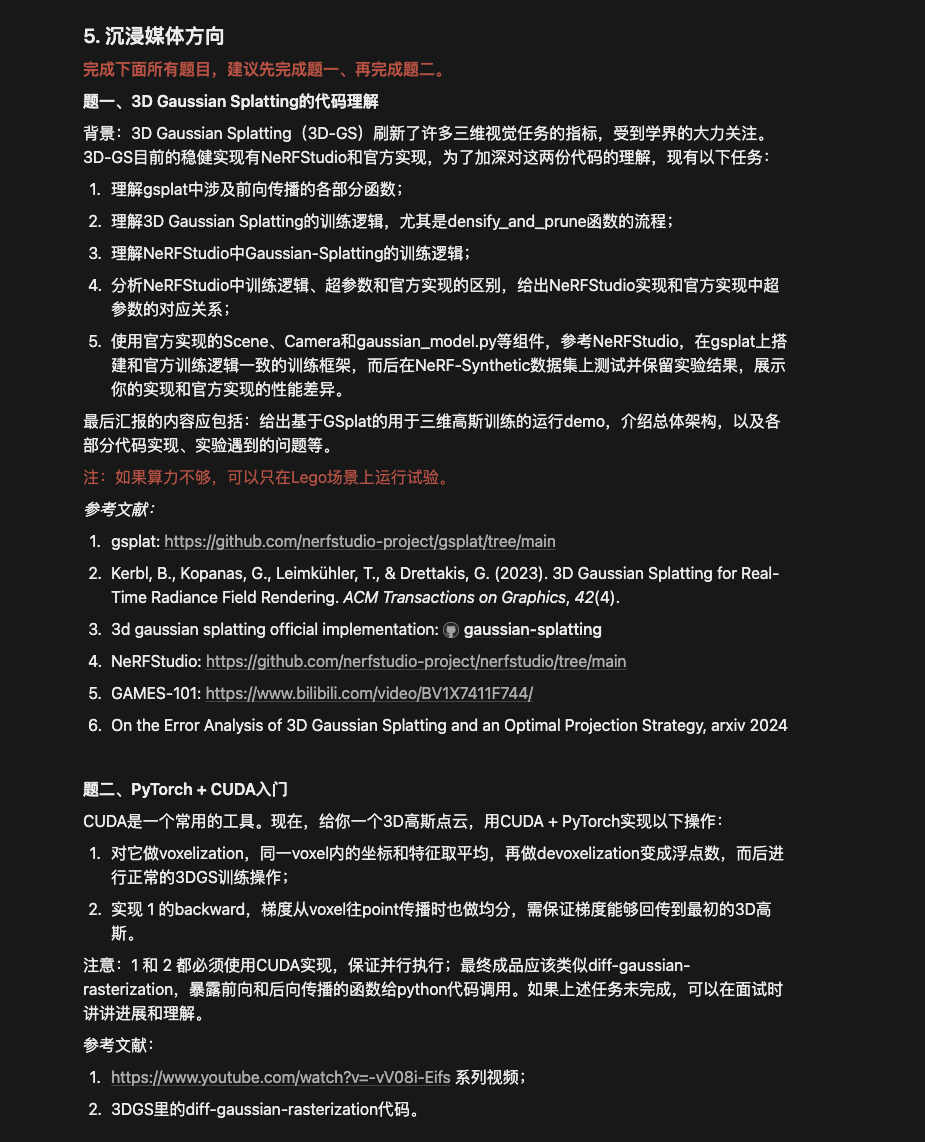 5. 沉浸媒体方向
完成下面所有题目，建议先完成题一、再完成题二。
题一、3D Gaussian Splatting的代码理解
背景：3D Gaussian Splatting（3D-GS）刷新了许多三维视觉任务的指标，受到学界的大力关注。
3D-GS目前的稳健实现有NeRFStudio和官方实现，为了加深对这两份代码的理解，现有以下任务：
1. 理解gsplat中涉及前向传播的各部分函数；
2. 理解3D Gaussian Splatting的训练逻辑，尤其是densify_and_prune函数的流程；
3. 理解NeRFStudio中Gaussian-Splatting的训练逻辑；
4. 分析NeRFStudio中训练逻辑、超参数和官方实现的区别，给出NeRFStudio实现和官方实现中超
参数的对应关系；
5. 使用官方实现的Scene、Camera和gaussian_model.py等组件，参考NeRFStudio，在gsplat上搭
建和官方训练逻辑一致的训练框架，而后在NeRF-Synthetic数据集上测试并保留实验结果，展示
你的实现和官方实现的性能差异。
最后汇报的内容应包括：给出基于GSplat的用于三维高斯训练的运行demo，介绍总体架构，以及各
部分代码实现、实验遇到的问题等。
注：如果算力不够，可以只在Lego场景上运行试验。
参考文献：
1. gsplat: https://github.com/nerfstudio-project/gsplat/tree/main
2. Kerbl, B., Kopanas, G., Leimkühler, T., & Drettakis, G. (2023). 3D Gaussian Splatting for Real-
Time Radiance Field Rendering. ACM Transactions on Graphics, 42(4).
3. 3d gaussian splatting official implementation: gaussian-splatting
4. NeRFStudio: https://github.com/nerfstudio-project/nerfstudio/tree/main
5. GAMES-101: https://www.bilibili.com/video/BV1X7411F744/
6. On the Error Analysis of 3D Gaussian Splatting and an Optimal Projection Strategy, arxiv 2024
题二、PyTorch + CUDA入门
CUDA是一个常用的工具。现在，给你一个3D高斯点云，用CUDA + PyTorch实现以下操作：
1. 对它做voxelization，同一voxel内的坐标和特征取平均，再做devoxelization变成浮点数，而后进
行正常的3DGS训练操作；
2. 实现 1 的backward，梯度从voxel往point传播时也做均分，需保证梯度能够回传到最初的3D高
斯。
注意：1 和 2 都必须使用CUDA实现，保证并行执行；最终成品应该类似diff-gaussian-
rasterization，暴露前向和后向传播的函数给python代码调用。如果上述任务未完成，可以在面试时
讲讲进展和理解。
参考文献：
1. https://www.youtube.com/watch?v=-vV08i-Eifs 系列视频；
2. 3DGS里的diff-gaussian-rasterization代码。